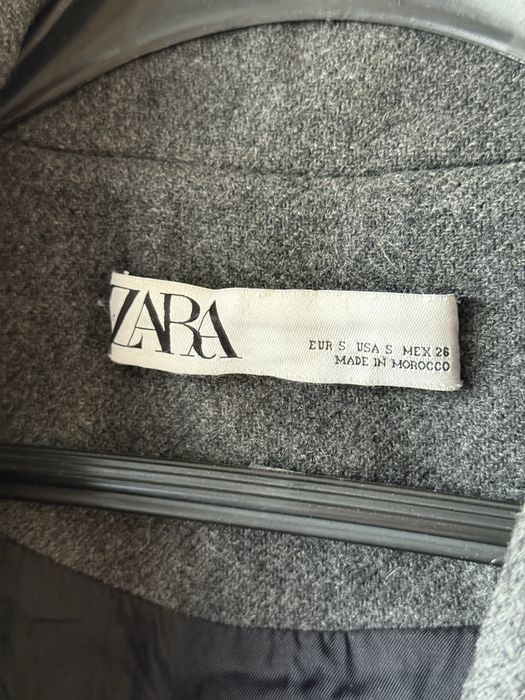 ZARA
EUR S USA S MEX 26
MADE IN MOROCCO